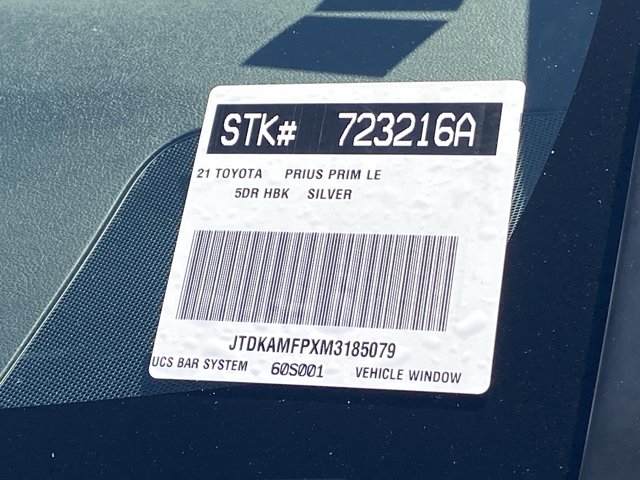 STK# 723216A
21 TOYOTA PRIUS PRIM LE
5DR HBK SILVER
JTDKAMFPXM3185079
UCS BAR SYSTEM 60S001 VEHICLE WINDOW